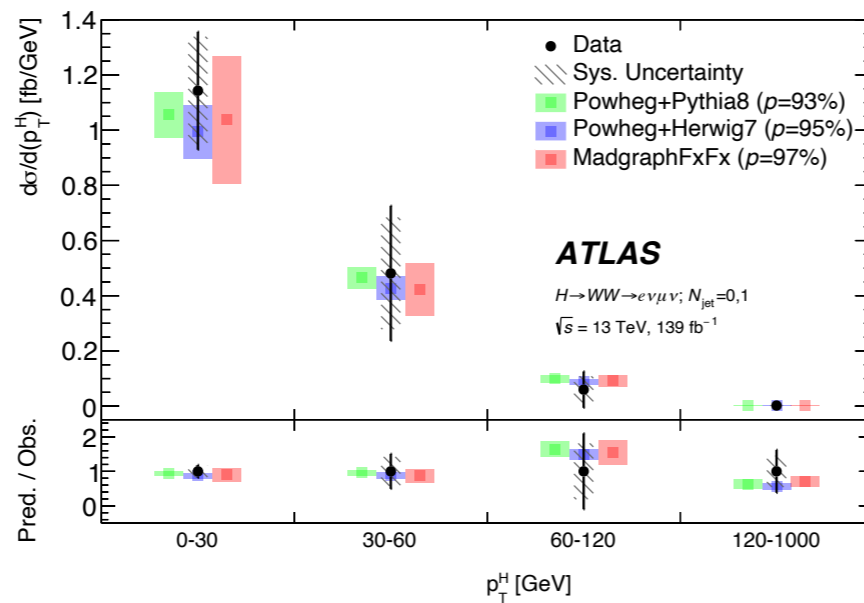 dσ/d(p_T^H) [fb/GeV]
1.4
1.2
1
0.8
0.6
0.4
0.2
0
Data
Sys. Uncertainty
Powheg+Pythia8 (p=93%)
Powheg+Herwig7 (p=95%)
MadgraphFxFx (p=97%)
ATLAS
H→WW→eνμν; N_jet=0,1
√s = 13 TeV, 139 fb⁻¹
Pred. / Obs.
2
1
0
0-30 30-60 60-120 120-1000
p_T^H [GeV]